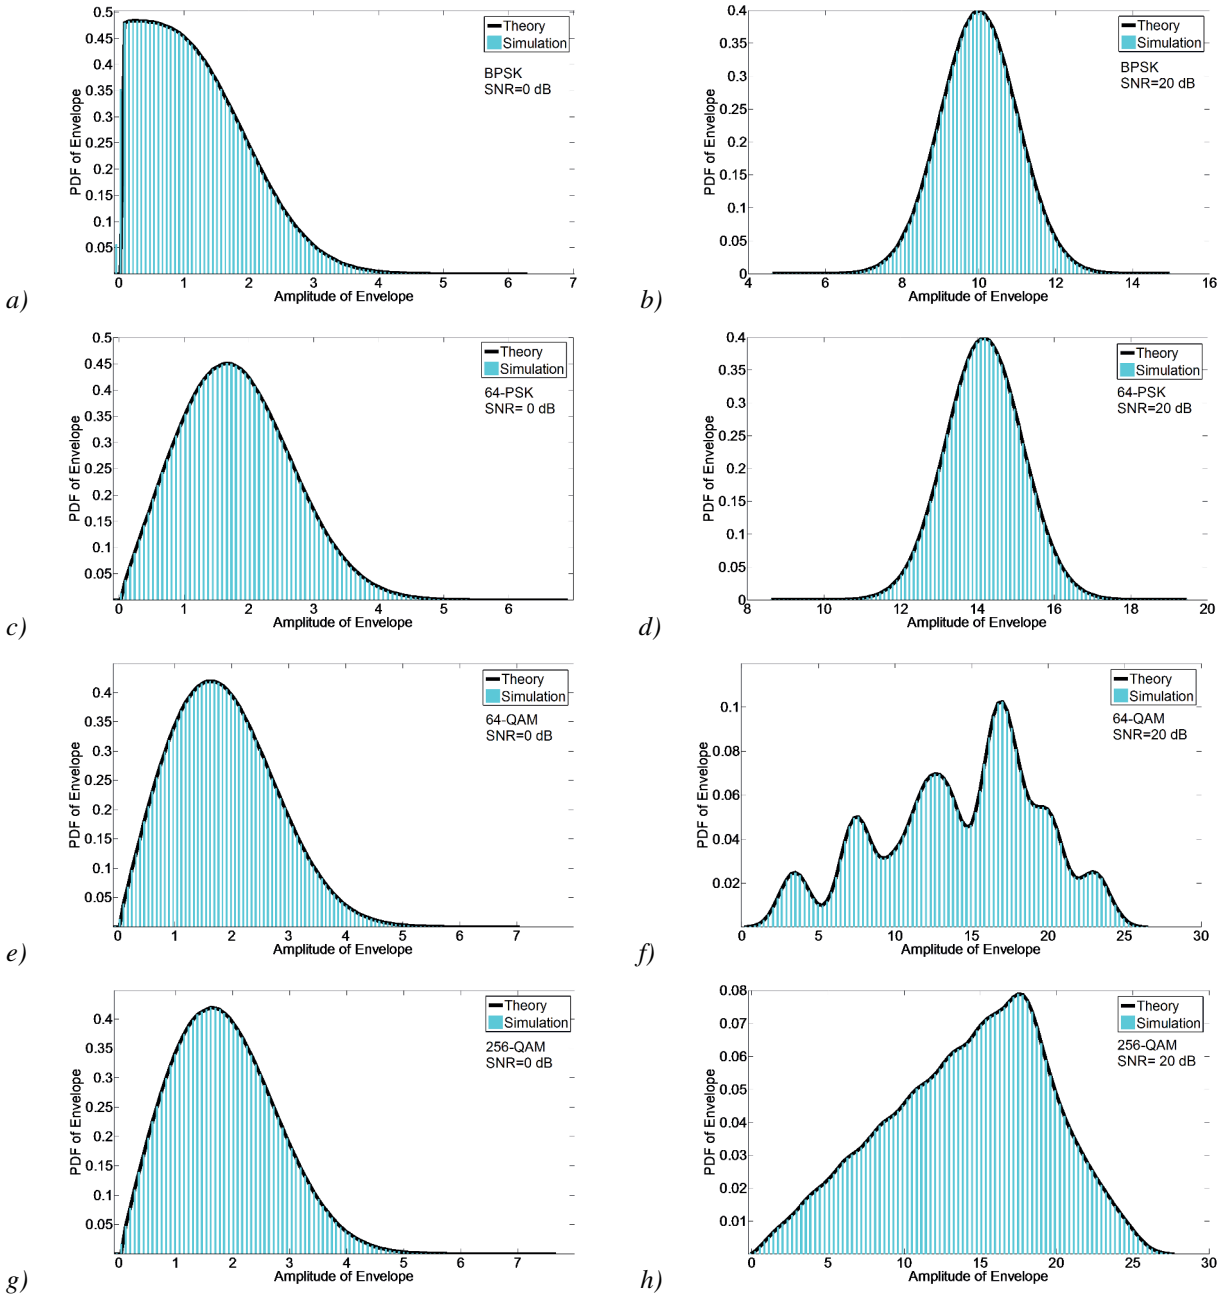 0.5
0.45
0.4
0.35
0.3
0.25
0.2
0.15
0.1
0.05
PDF of Envelope
Theory
Simulation
BPSK
SNR=0 dB
0 1 2 3 4 5 6 7
Amplitude of Envelope
a)
0.4
0.35
0.3
0.25
0.2
0.15
0.1
0.05
0
PDF of Envelope
Theory
Simulation
BPSK
SNR=20 dB
4 6 8 10 12 14 16
Amplitude of Envelope
b)
0.5
0.45
0.4
0.35
0.3
0.25
0.2
0.15
0.1
0.05
PDF of Envelope
Theory
Simulation
64-PSK
SNR= 0 dB
0 1 2 3 4 5 6
Amplitude of Envelope
c)
0.4
0.35
0.3
0.25
0.2
0.15
0.1
0.05
0
PDF of Envelope
Theory
Simulation
64-PSK
SNR=20 dB
8 10 12 14 16 18 20
Amplitude of Envelope
d)
0.4
0.35
0.3
0.25
0.2
0.15
0.1
0.05
PDF of Envelope
Theory
Simulation
64-QAM
SNR=0 dB
0 1 2 3 4 5 6 7
Amplitude of Envelope
e)
0.1
0.08
0.06
0.04
0.02
PDF of Envelope
Theory
Simulation
64-QAM
SNR=20 dB
0 5 10 15 20 25 30
Amplitude of Envelope
f)
0.4
0.35
0.3
0.25
0.2
0.15
0.1
0.05
PDF of Envelope
Theory
Simulation
256-QAM
SNR=0 dB
0 1 2 3 4 5 6 7
Amplitude of Envelope
g)
0.08
0.07
0.06
0.05
0.04
0.03
0.02
0.01
PDF of Envelope
Theory
Simulation
256-QAM
SNR= 20 dB
0 5 10 15 20 25 30
Amplitude of Envelope
h)